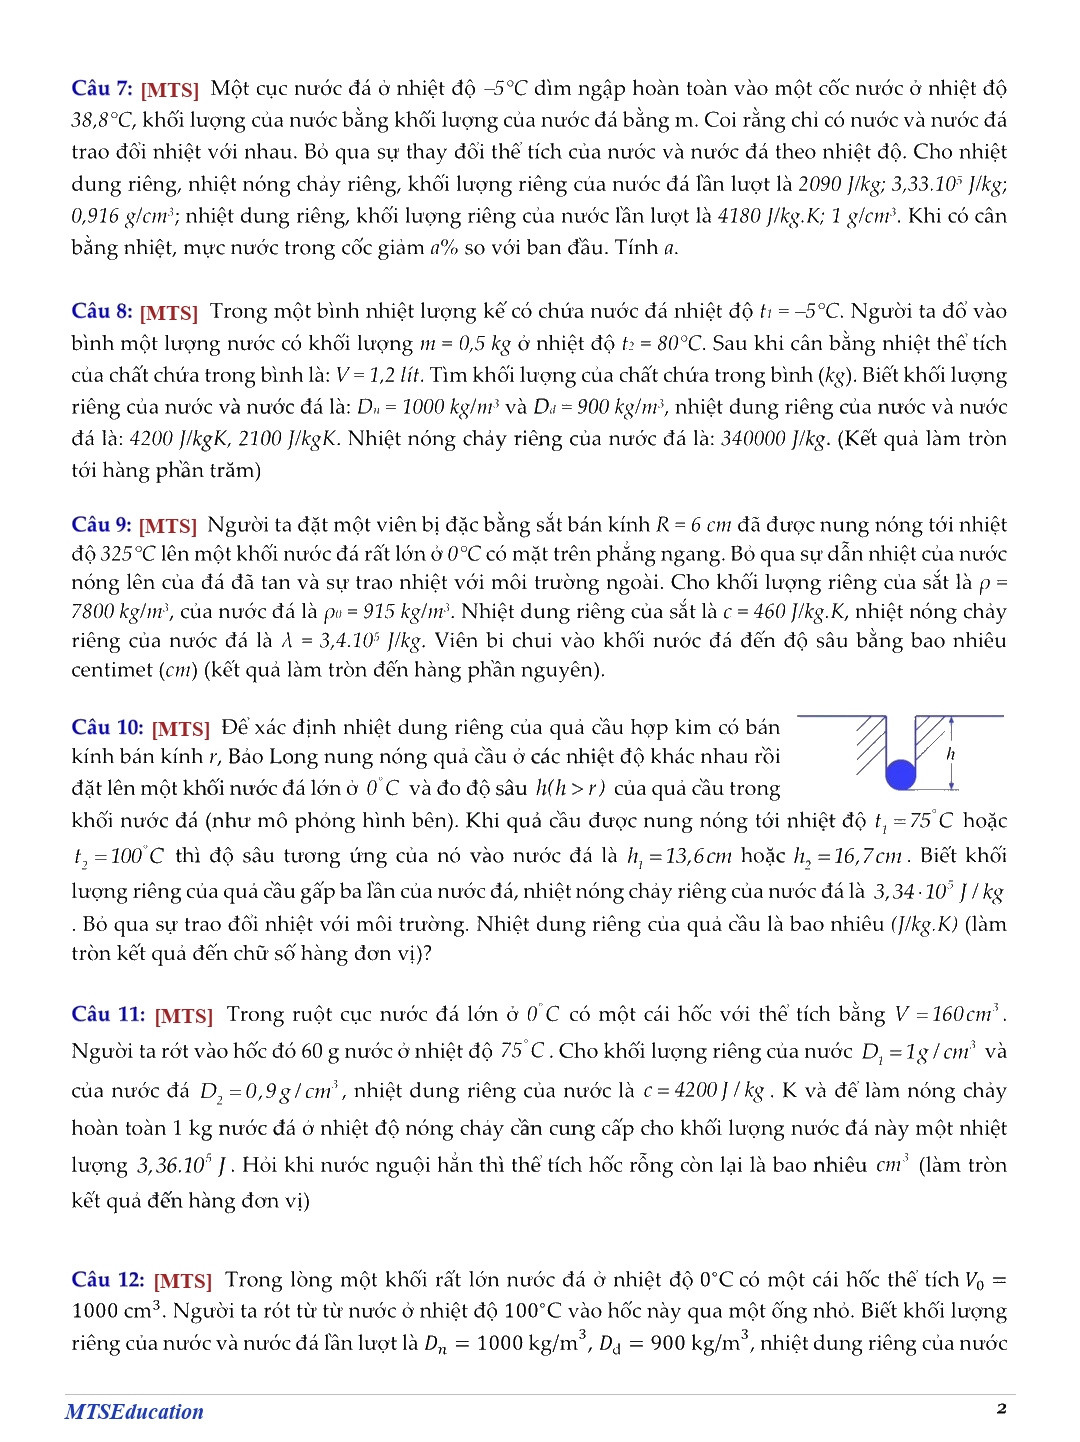 Câu 7: [MTS] Một cục nước đá ở nhiệt độ –5°C dìm ngập hoàn toàn vào một cốc nước ở nhiệt độ
38,8°C, khối lượng của nước bằng khối lượng của nước đá bằng m. Coi rằng chỉ có nước và nước đá
trao đổi nhiệt với nhau. Bỏ qua sự thay đổi thể tích của nước và nước đá theo nhiệt độ. Cho nhiệt
dung riêng, nhiệt nóng chảy riêng, khối lượng riêng của nước đá lần lượt là 2090 J/kg; 3,33.10⁵ J/kg;
0,916 g/cm³; nhiệt dung riêng, khối lượng riêng của nước lần lượt là 4180 J/kg.K; 1 g/cm³. Khi có cân
bằng nhiệt, mực nước trong cốc giảm a% so với ban đầu. Tính a.
Câu 8: [MTS] Trong một bình nhiệt lượng kế có chứa nước đá nhiệt độ t₁ = –5°C. Người ta đổ vào
bình một lượng nước có khối lượng m = 0,5 kg ở nhiệt độ t₂ = 80°C. Sau khi cân bằng nhiệt thể tích
của chất chứa trong bình là: V = 1,2 lít. Tìm khối lượng của chất chứa trong bình (kg). Biết khối lượng
riêng của nước và nước đá là: Dₙ = 1000 kg/m³ và D_d = 900 kg/m³, nhiệt dung riêng của nước và nước
đá là: 4200 J/kgK, 2100 J/kgK. Nhiệt nóng chảy riêng của nước đá là: 340000 J/kg. (Kết quả làm tròn
tới hàng phần trăm)
Câu 9: [MTS] Người ta đặt một viên bị đặc bằng sắt bán kính R = 6 cm đã được nung nóng tới nhiệt
độ 325°C lên một khối nước đá rất lớn ở 0°C có mặt trên phẳng ngang. Bỏ qua sự dẫn nhiệt của nước
nóng lên của đá đã tan và sự trao nhiệt với môi trường ngoài. Cho khối lượng riêng của sắt là ρ =
7800 kg/m³, của nước đá là ρ₀ = 915 kg/m³. Nhiệt dung riêng của sắt là c = 460 J/kg.K, nhiệt nóng chảy
riêng của nước đá là λ = 3,4.10⁵ J/kg. Viên bi chui vào khối nước đá đến độ sâu bằng bao nhiêu
centimet (cm) (kết quả làm tròn đến hàng phần nguyên).
Câu 10: [MTS] Để xác định nhiệt dung riêng của quả cầu hợp kim có bán
kính bán kính r, Bảo Long nung nóng quả cầu ở các nhiệt độ khác nhau rồi
đặt lên một khối nước đá lớn ở 0°C và đo độ sâu h(h > r) của quả cầu trong
h
khối nước đá (như mô phỏng hình bên). Khi quả cầu được nung nóng tới nhiệt độ t₁ = 75°C hoặc
t₂ = 100°C thì độ sâu tương ứng của nó vào nước đá là h₁ = 13,6cm hoặc h₂ = 16,7cm. Biết khối
lượng riêng của quả cầu gấp ba lần của nước đá, nhiệt nóng chảy riêng của nước đá là 3,34·10⁵ J / kg
. Bỏ qua sự trao đổi nhiệt với môi trường. Nhiệt dung riêng của quả cầu là bao nhiêu (J/kg.K) (làm
tròn kết quả đến chữ số hàng đơn vị)?
Câu 11: [MTS] Trong ruột cục nước đá lớn ở 0°C có một cái hốc với thể tích bằng V = 160cm³.
Người ta rót vào hốc đó 60 g nước ở nhiệt độ 75°C. Cho khối lượng riêng của nước D₁ = 1g / cm³ và
của nước đá D₂ = 0,9g / cm³, nhiệt dung riêng của nước là c = 4200J / kg. K và để làm nóng chảy
hoàn toàn 1 kg nước đá ở nhiệt độ nóng chảy cần cung cấp cho khối lượng nước đá này một nhiệt
lượng 3,36.10⁵ J. Hỏi khi nước nguội hẳn thì thể tích hốc rỗng còn lại là bao nhiêu cm³ (làm tròn
kết quả đến hàng đơn vị)
Câu 12: [MTS] Trong lòng một khối rất lớn nước đá ở nhiệt độ 0°C có một cái hốc thể tích V₀ =
1000 cm³. Người ta rót từ từ nước ở nhiệt độ 100°C vào hốc này qua một ống nhỏ. Biết khối lượng
riêng của nước và nước đá lần lượt là Dₙ = 1000 kg/m³, D_đ = 900 kg/m³, nhiệt dung riêng của nước
MTSEducation
2